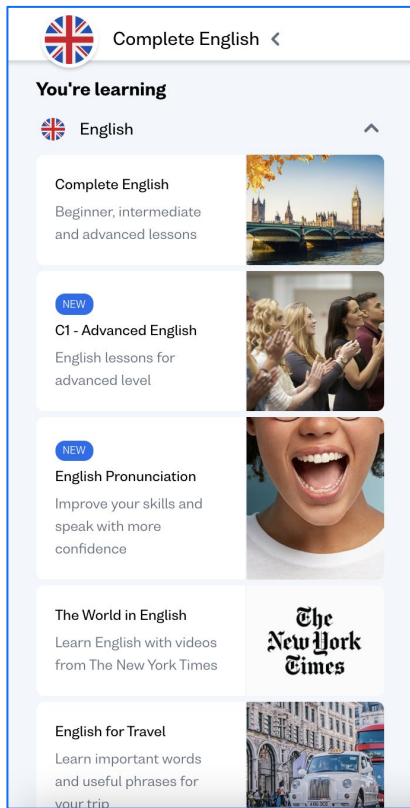 Complete English
You're learning
English
Complete English
Beginner, intermediate
and advanced lessons
NEW
C1 - Advanced English
English lessons for
advanced level
NEW
English Pronunciation
Improve your skills and
speak with more
confidence
The World in English
Learn English with videos
from The New York Times
The
New York
Times
English for Travel
Learn important words
and useful phrases for
your trip